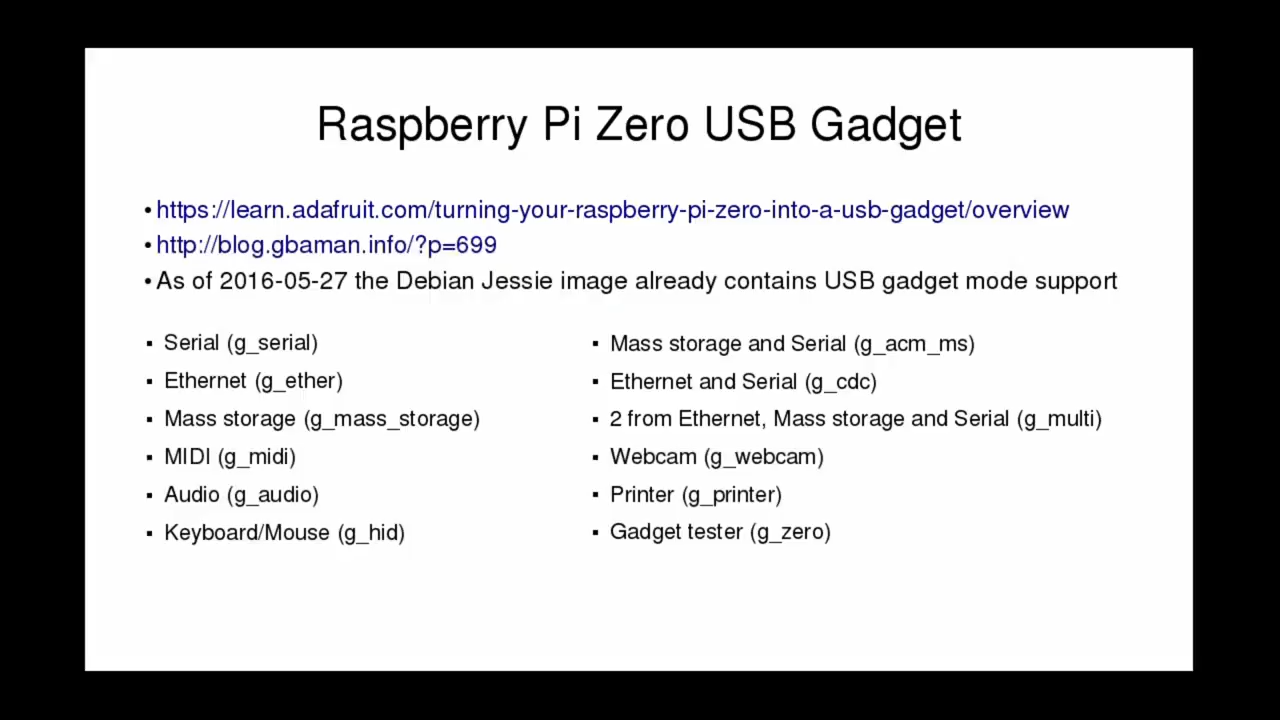 Raspberry Pi Zero USB Gadget
•https://learn.adafruit.com/turning-your-raspberry-pi-zero-into-a-usb-gadget/overview
•http://blog.gbaman.info/?p=699
•As of 2016-05-27 the Debian Jessie image already contains USB gadget mode support
▪ Serial (g_serial)
▪ Ethernet (g_ether)
▪ Mass storage (g_mass_storage)
▪ MIDI (g_midi)
▪ Audio (g_audio)
▪ Keyboard/Mouse (g_hid)
▪ Mass storage and Serial (g_acm_ms)
▪ Ethernet and Serial (g_cdc)
▪ 2 from Ethernet, Mass storage and Serial (g_multi)
▪ Webcam (g_webcam)
▪ Printer (g_printer)
▪ Gadget tester (g_zero)